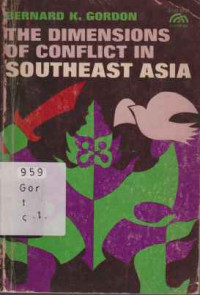 BERNARD K. GORDON
THE DIMENSIONS
OF CONFLICT IN
SOUTHEAST ASIA
959
Gor
t
c.1.